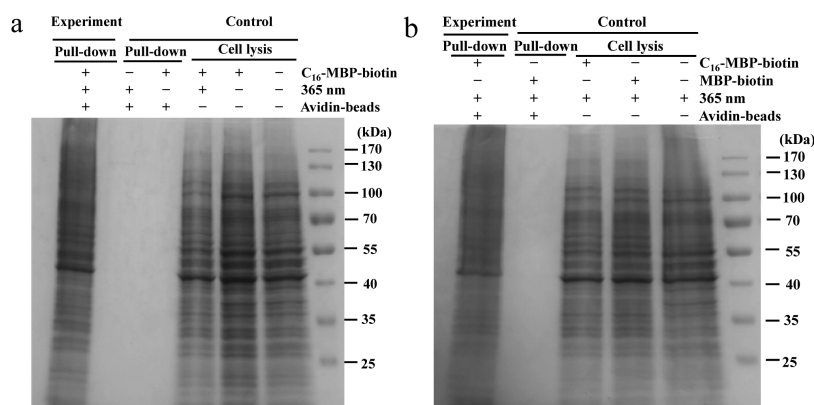 a
Experiment Control
Pull-down Pull-down Cell lysis
+ − + + + − C₁₆-MBP-biotin
+ + − + − − 365 nm
+ + + − − − Avidin-beads
(kDa)
170
130
100
70
55
40
35
25
b
Experiment Control
Pull-down Pull-down Cell lysis
+ − + − − C₁₆-MBP-biotin
− + − + − MBP-biotin
+ + + + + 365 nm
+ + − − − Avidin-beads
(kDa)
170
130
100
70
55
40
35
25